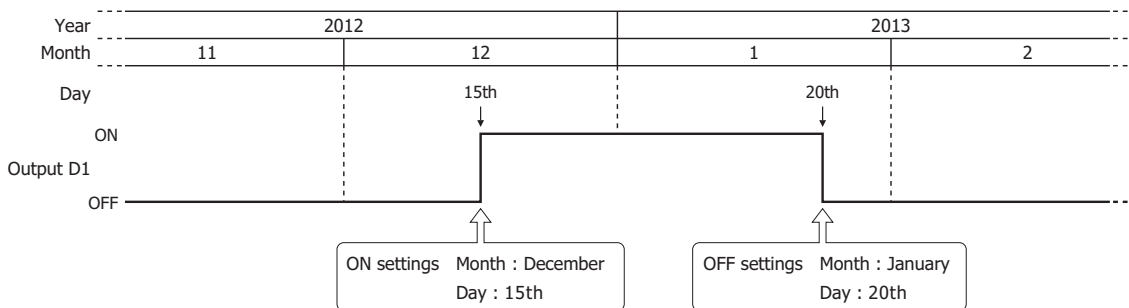 Year 2012 2013
Month 11 12 1 2
Day 15th 20th
ON
Output D1
OFF
ON settings Month : December
Day : 15th
OFF settings Month : January
Day : 20th